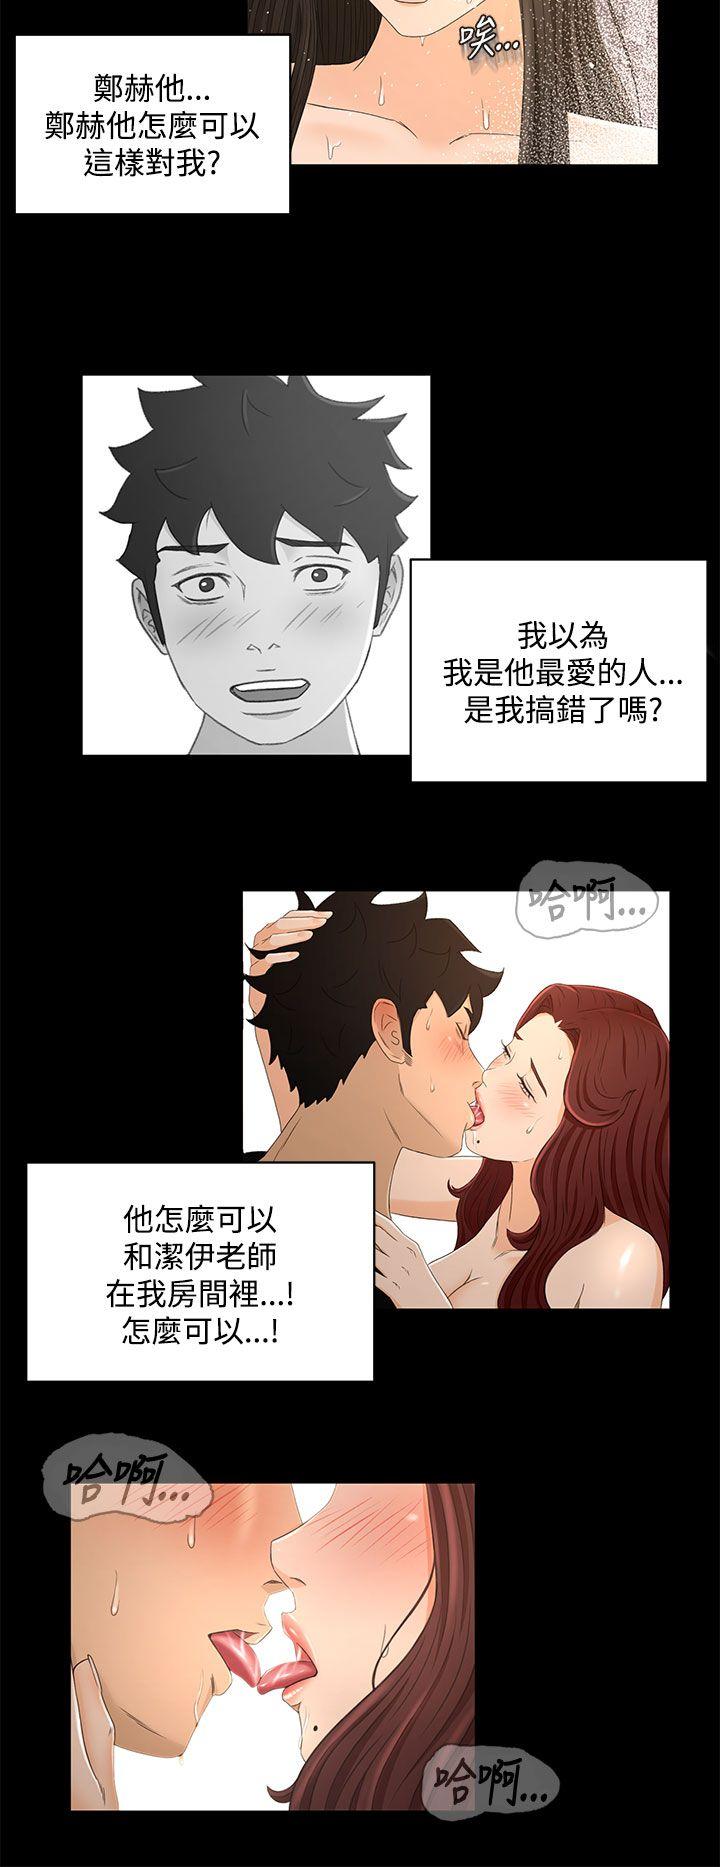 唉...
鄭赫他...
鄭赫他怎麼可以
這樣對我?
我以為
我是他最愛的人...
是我搞錯了嗎?
哈啊...
他怎麼可以
和潔伊老師
在我房間裡...!
怎麼可以...!
哈啊...
哈啊...